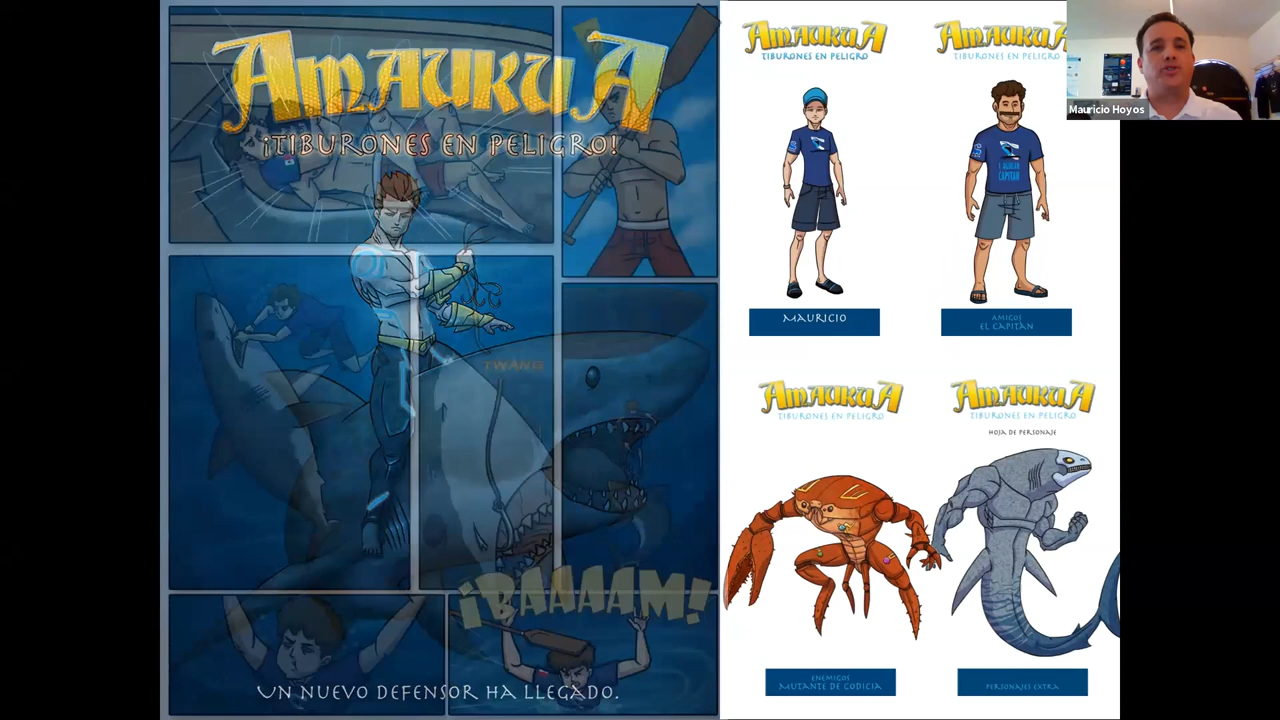 AMAUKUA
¡TIBURONES EN PELIGRO!
TWANG
¡BAAAAM!
UN NUEVO DEFENSOR HA LLEGADO.
AMAUKUA
TIBURONES EN PELIGRO
MAURICIO
AMAUKUA
TIBURONES EN PELIGRO
CAPITÁN
AMIGOS
EL CAPITÁN
Mauricio Hoyos
AMAUKUA
TIBURONES EN PELIGRO
ENEMIGOS
MUTANTE DE CODICIA
AMAUKUA
TIBURONES EN PELIGRO
HOJA DE PERSONAJE
PERSONAJES EXTRA